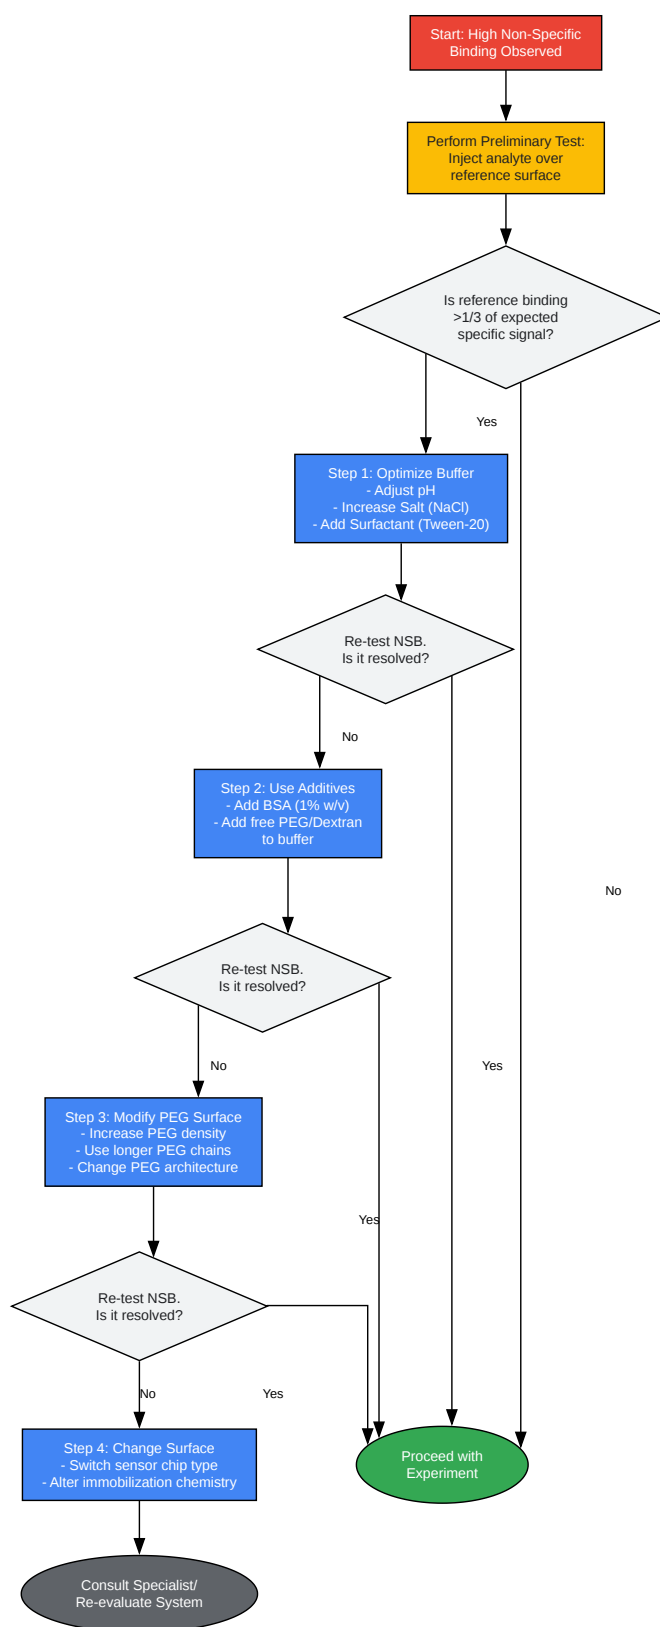 Start: High Non-Specific
Binding Observed
Perform Preliminary Test:
Inject analyte over
reference surface
Is reference binding
>1/3 of expected
specific signal?
Yes
Step 1: Optimize Buffer
- Adjust pH
- Increase Salt (NaCl)
- Add Surfactant (Tween-20)
Re-test NSB.
Is it resolved?
No
Step 2: Use Additives
- Add BSA (1% w/v)
- Add free PEG/Dextran
to buffer
No
Re-test NSB.
Is it resolved?
No
Yes
Step 3: Modify PEG Surface
- Increase PEG density
- Use longer PEG chains
- Change PEG architecture
Yes
Re-test NSB.
Is it resolved?
No
Yes
Step 4: Change Surface
- Switch sensor chip type
- Alter immobilization chemistry
Proceed with
Experiment
Consult Specialist/
Re-evaluate System